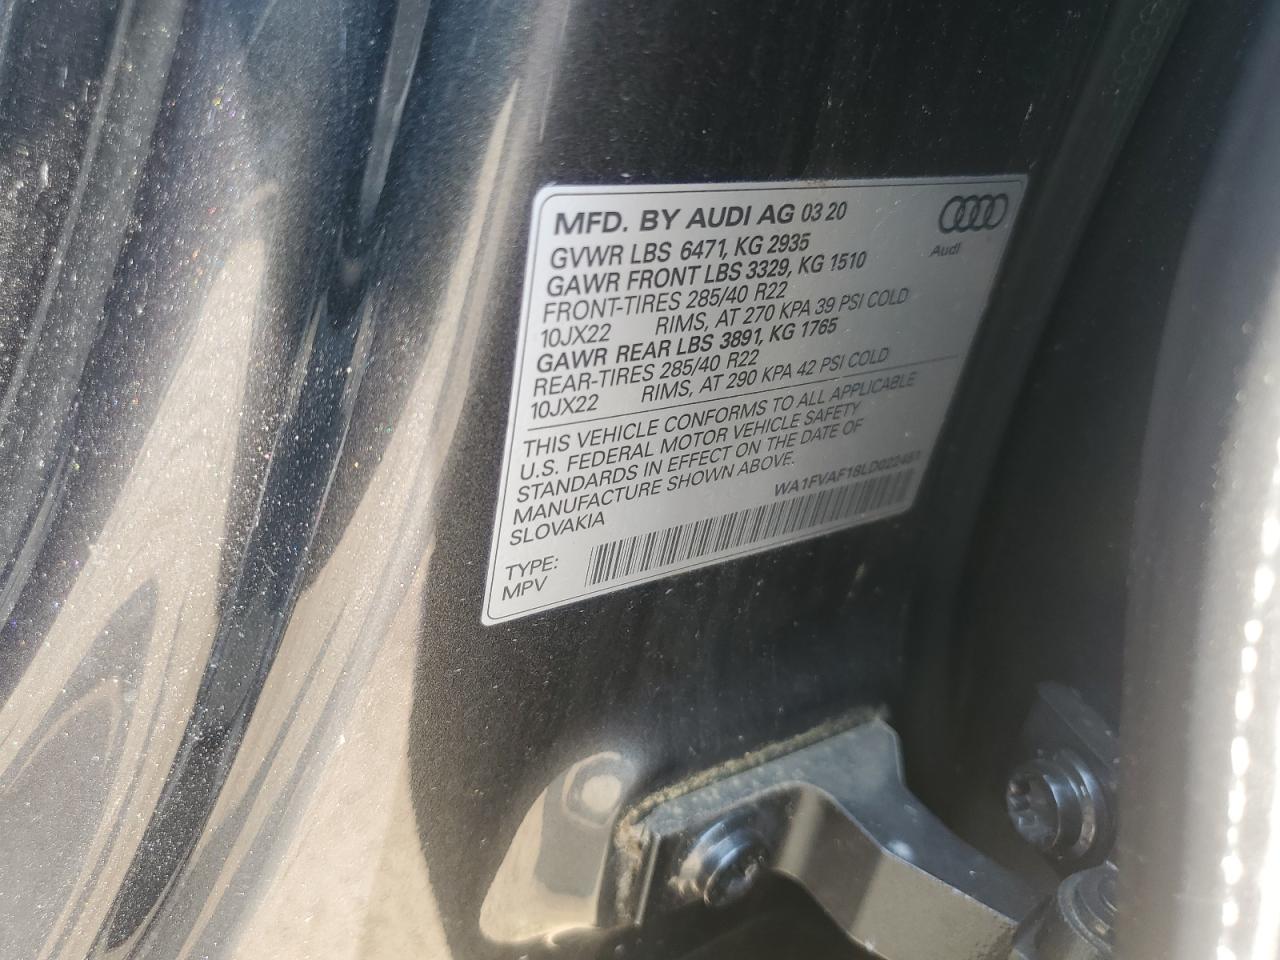 MFD. BY AUDI AG 03 20
Audi
GVWR LBS 6471, KG 2935
GAWR FRONT LBS 3329, KG 1510
FRONT-TIRES 285/40 R22
10JX22 RIMS, AT 270 KPA 39 PSI COLD
GAWR REAR LBS 3891, KG 1765
REAR-TIRES 285/40 R22
10JX22 RIMS, AT 290 KPA 42 PSI COLD
THIS VEHICLE CONFORMS TO ALL APPLICABLE
U.S. FEDERAL MOTOR VEHICLE SAFETY
STANDARDS IN EFFECT ON THE DATE OF
MANUFACTURE SHOWN ABOVE.
SLOVAKIA
TYPE:
MPV